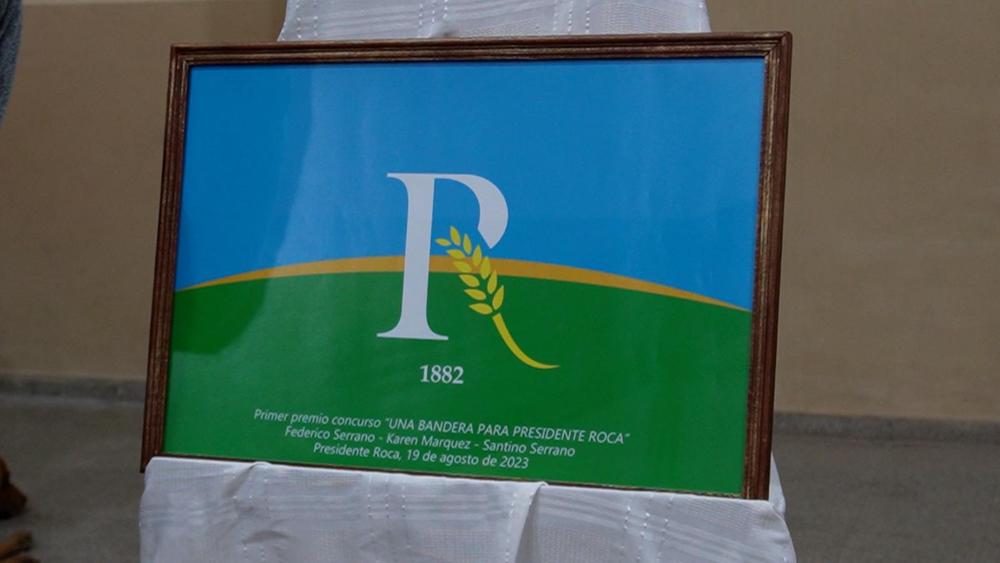 R
1882
Primer premio concurso "UNA BANDERA PARA PRESIDENTE ROCA"
Federico Serrano - Karen Marquez - Santino Serrano
Presidente Roca, 19 de agosto de 2023